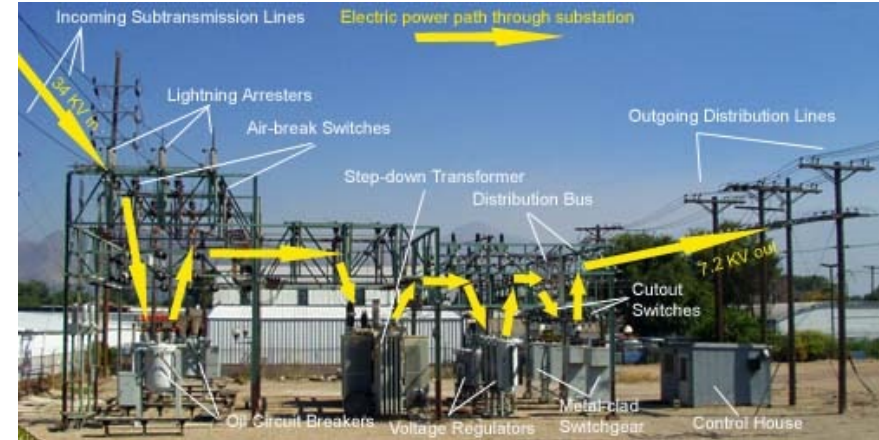 Incoming Subtransmission Lines
Electric power path through substation
34 KV in
Lightning Arresters
Air-break Switches
Outgoing Distribution Lines
Step-down Transformer
Distribution Bus
7.2 KV out
Cutout
Switches
Oil Circuit Breakers
Voltage Regulators
Metal-clad
Switchgear
Control House